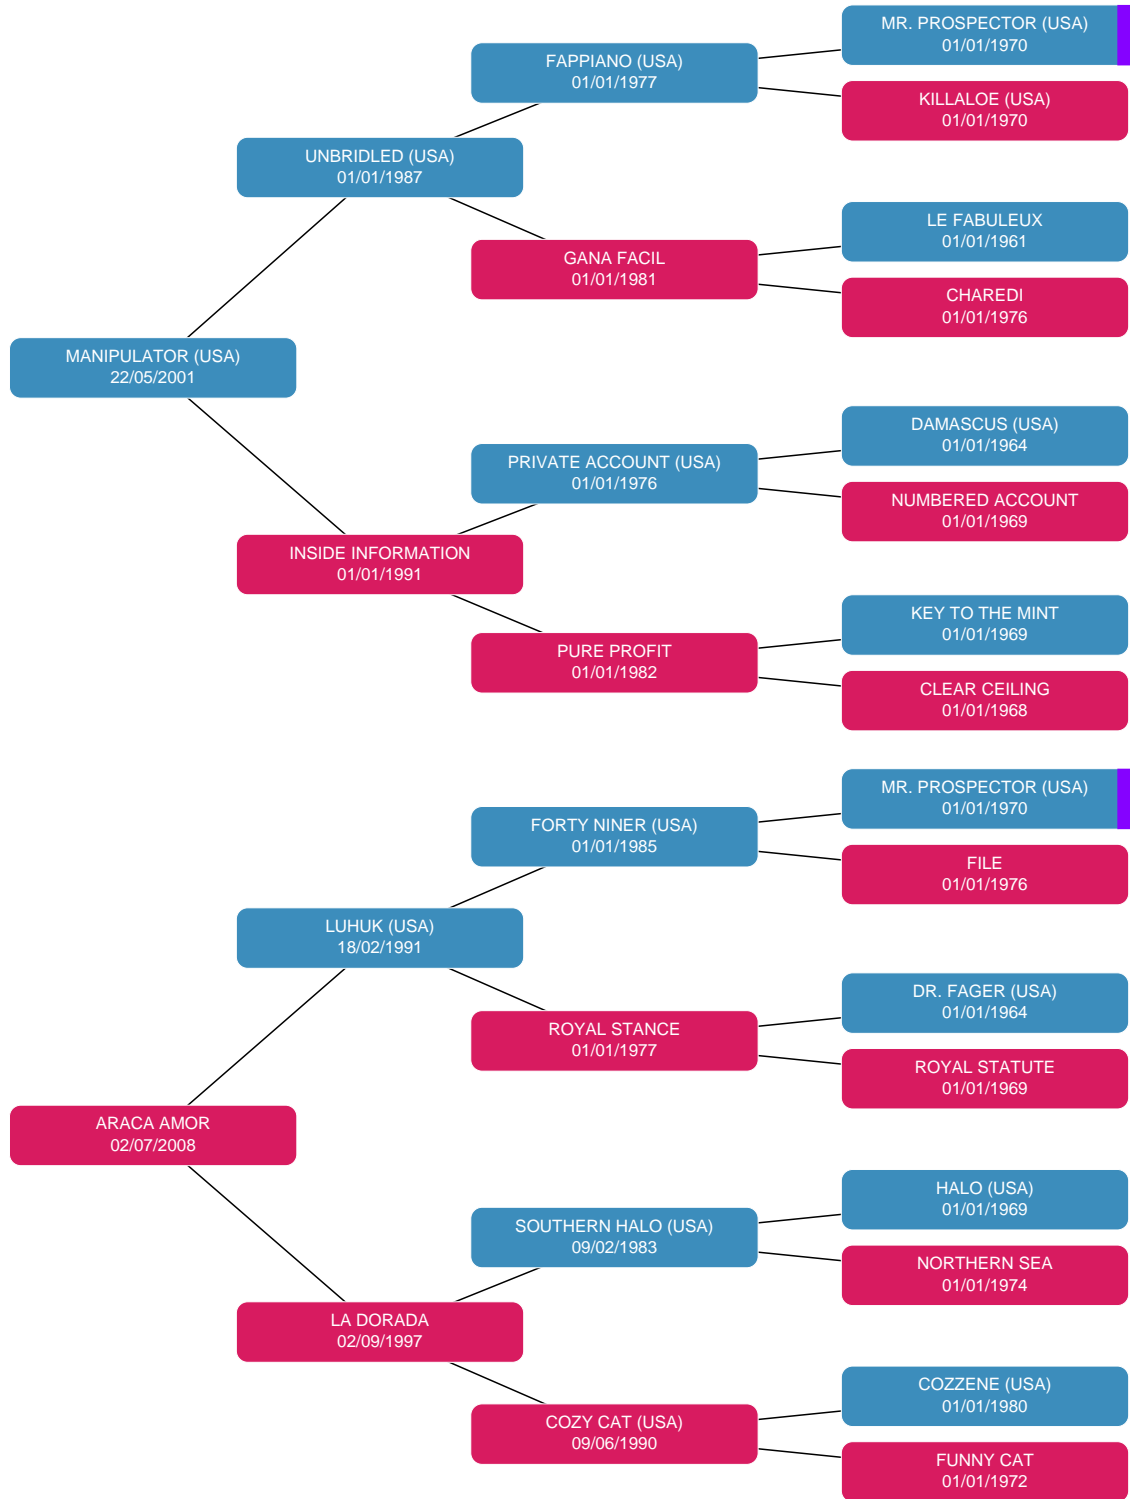 MR. PROSPECTOR (USA)
01/01/1970
FAPPIANO (USA)
01/01/1977
KILLALOE (USA)
01/01/1970
UNBRIDLED (USA)
01/01/1987
LE FABULEUX
01/01/1961
GANA FACIL
01/01/1981
CHAREDI
01/01/1976
MANIPULATOR (USA)
22/05/2001
DAMASCUS (USA)
01/01/1964
PRIVATE ACCOUNT (USA)
01/01/1976
NUMBERED ACCOUNT
01/01/1969
INSIDE INFORMATION
01/01/1991
KEY TO THE MINT
01/01/1969
PURE PROFIT
01/01/1982
CLEAR CEILING
01/01/1968
MR. PROSPECTOR (USA)
01/01/1970
FORTY NINER (USA)
01/01/1985
FILE
01/01/1976
LUHUK (USA)
18/02/1991
DR. FAGER (USA)
01/01/1964
ROYAL STANCE
01/01/1977
ROYAL STATUTE
01/01/1969
ARACA AMOR
02/07/2008
HALO (USA)
01/01/1969
SOUTHERN HALO (USA)
09/02/1983
NORTHERN SEA
01/01/1974
LA DORADA
02/09/1997
COZZENE (USA)
01/01/1980
COZY CAT (USA)
09/06/1990
FUNNY CAT
01/01/1972